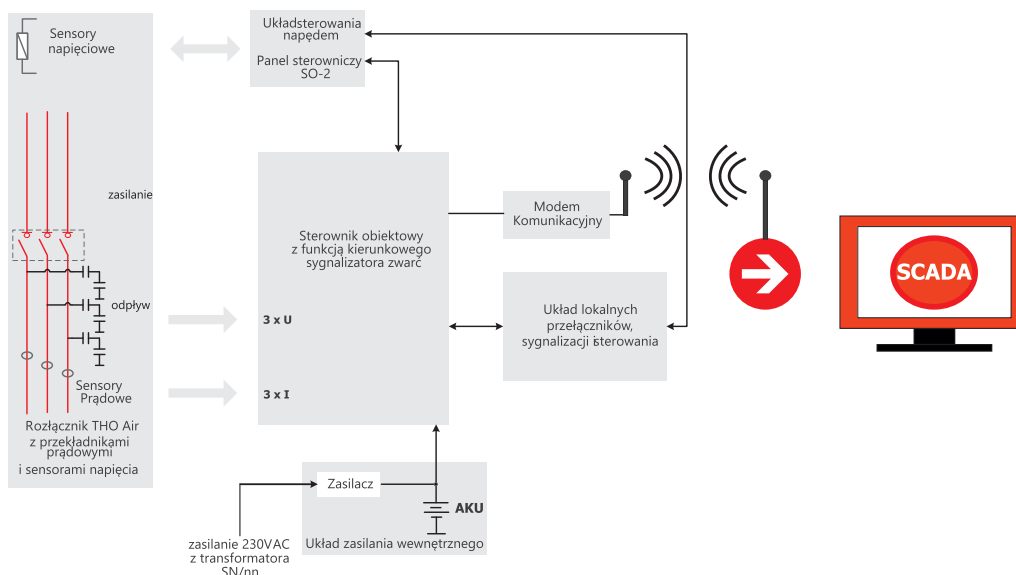 Sensory
napięciowe
zasilanie
odpływ
Sensory
Prądowe
Rozłącznik THO Air
z przekładnikami
prądowymi
i sensorami napięcia
Układsterowania
napędem
Panel sterowniczy
SO-2
Sterownik obiektowy
z funkcją kierunkowego
sygnalizatora zwarć
3 x U
3 x I
Modem
Komunikacyjny
Układ lokalnych
przełączników,
sygnalizacji isterowania
SCADA
Zasilacz
AKU
Układ zasilania wewnętrznego
zasilanie 230VAC
z transformatora
SN/nn